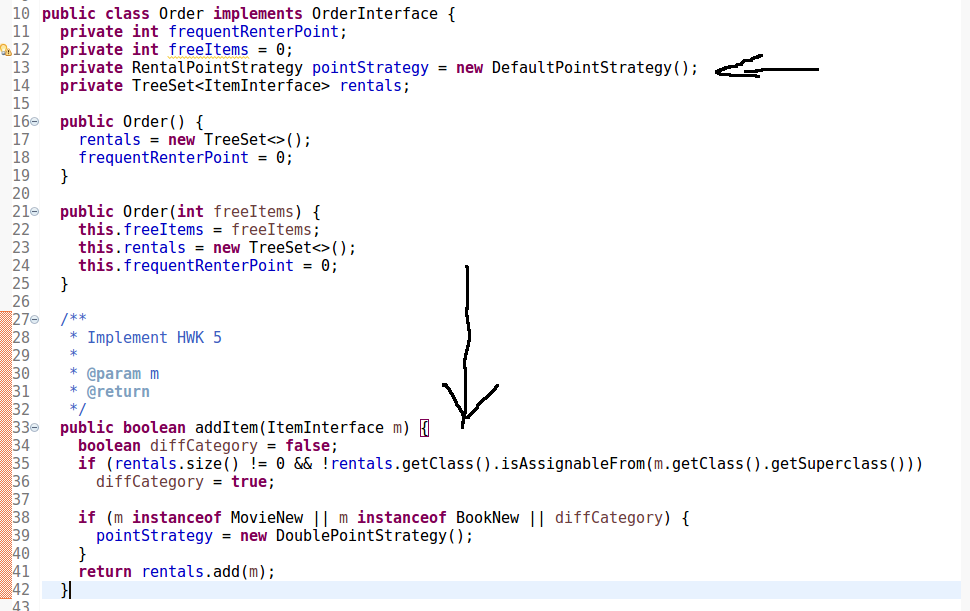 10 public class Order implements OrderInterface {
11   private int frequentRenterPoint;
12   private int freeItems = 0;
13   private RentalPointStrategy pointStrategy = new DefaultPointStrategy();
14   private TreeSet<ItemInterface> rentals;
15
16   public Order() {
17     rentals = new TreeSet<>();
18     frequentRenterPoint = 0;
19   }
20
21   public Order(int freeItems) {
22     this.freeItems = freeItems;
23     this.rentals = new TreeSet<>();
24     this.frequentRenterPoint = 0;
25   }
26
27   /**
28    * Implement HWK 5
29    *
30    * @param m
31    * @return
32    */
33   public boolean addItem(ItemInterface m) {
34     boolean diffCategory = false;
35     if (rentals.size() != 0 && !rentals.getClass().isAssignableFrom(m.getClass().getSuperclass()))
36       diffCategory = true;
37
38     if (m instanceof MovieNew || m instanceof BookNew || diffCategory) {
39       pointStrategy = new DoublePointStrategy();
40     }
41     return rentals.add(m);
42   }
43